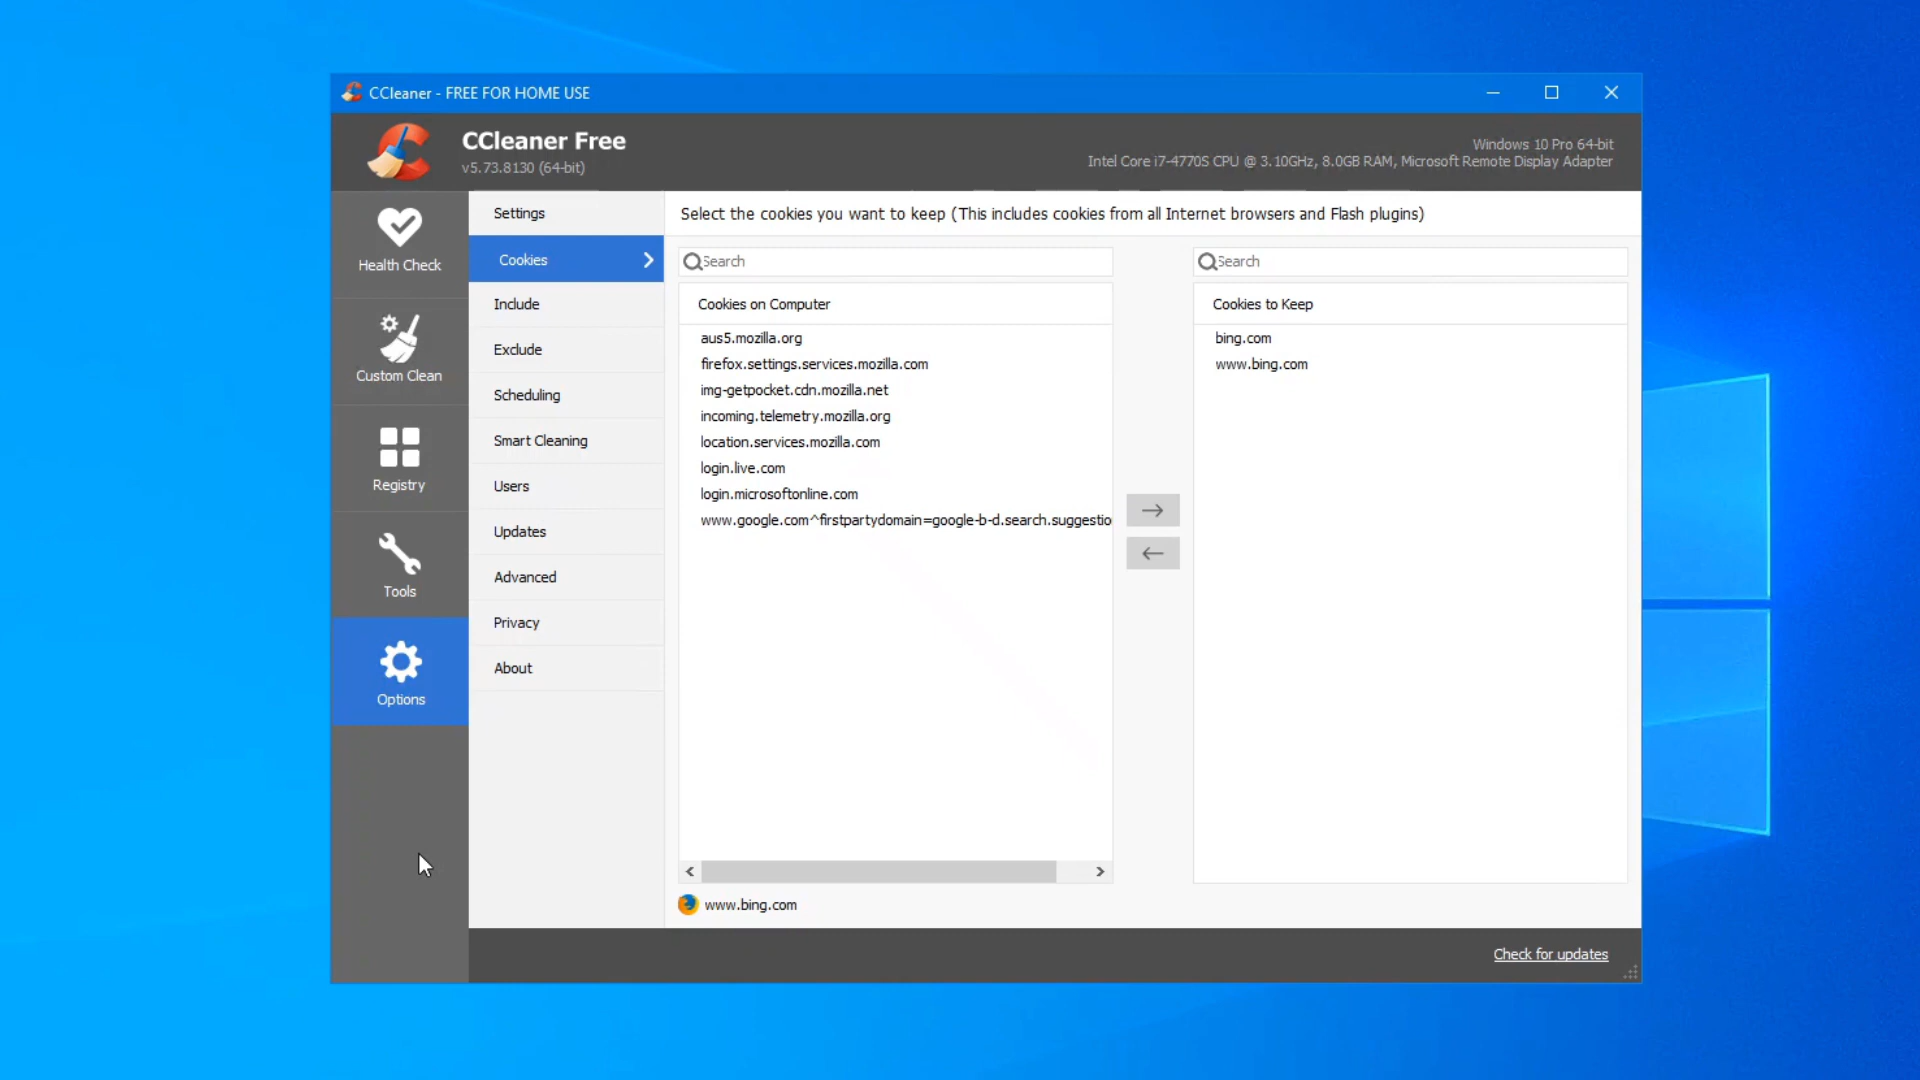 CCleaner - FREE FOR HOME USE
CCleaner Free
v5.73.8130 (64-bit)
Windows 10 Pro 64-bit
Intel Core i7-4770S CPU @ 3.10GHz, 8.0GB RAM, Microsoft Remote Display Adapter
Health Check
Custom Clean
Registry
Tools
Options
Settings
Cookies
Include
Exclude
Scheduling
Smart Cleaning
Users
Updates
Advanced
Privacy
About
Select the cookies you want to keep (This includes cookies from all Internet browsers and Flash plugins)
Search
Cookies on Computer
aus5.mozilla.org
firefox.settings.services.mozilla.com
img-getpocket.cdn.mozilla.net
incoming.telemetry.mozilla.org
location.services.mozilla.com
login.live.com
login.microsoftonline.com
www.google.com^firstpartydomain=google-b-d.search.suggestio
Search
Cookies to Keep
bing.com
www.bing.com
www.bing.com
Check for updates